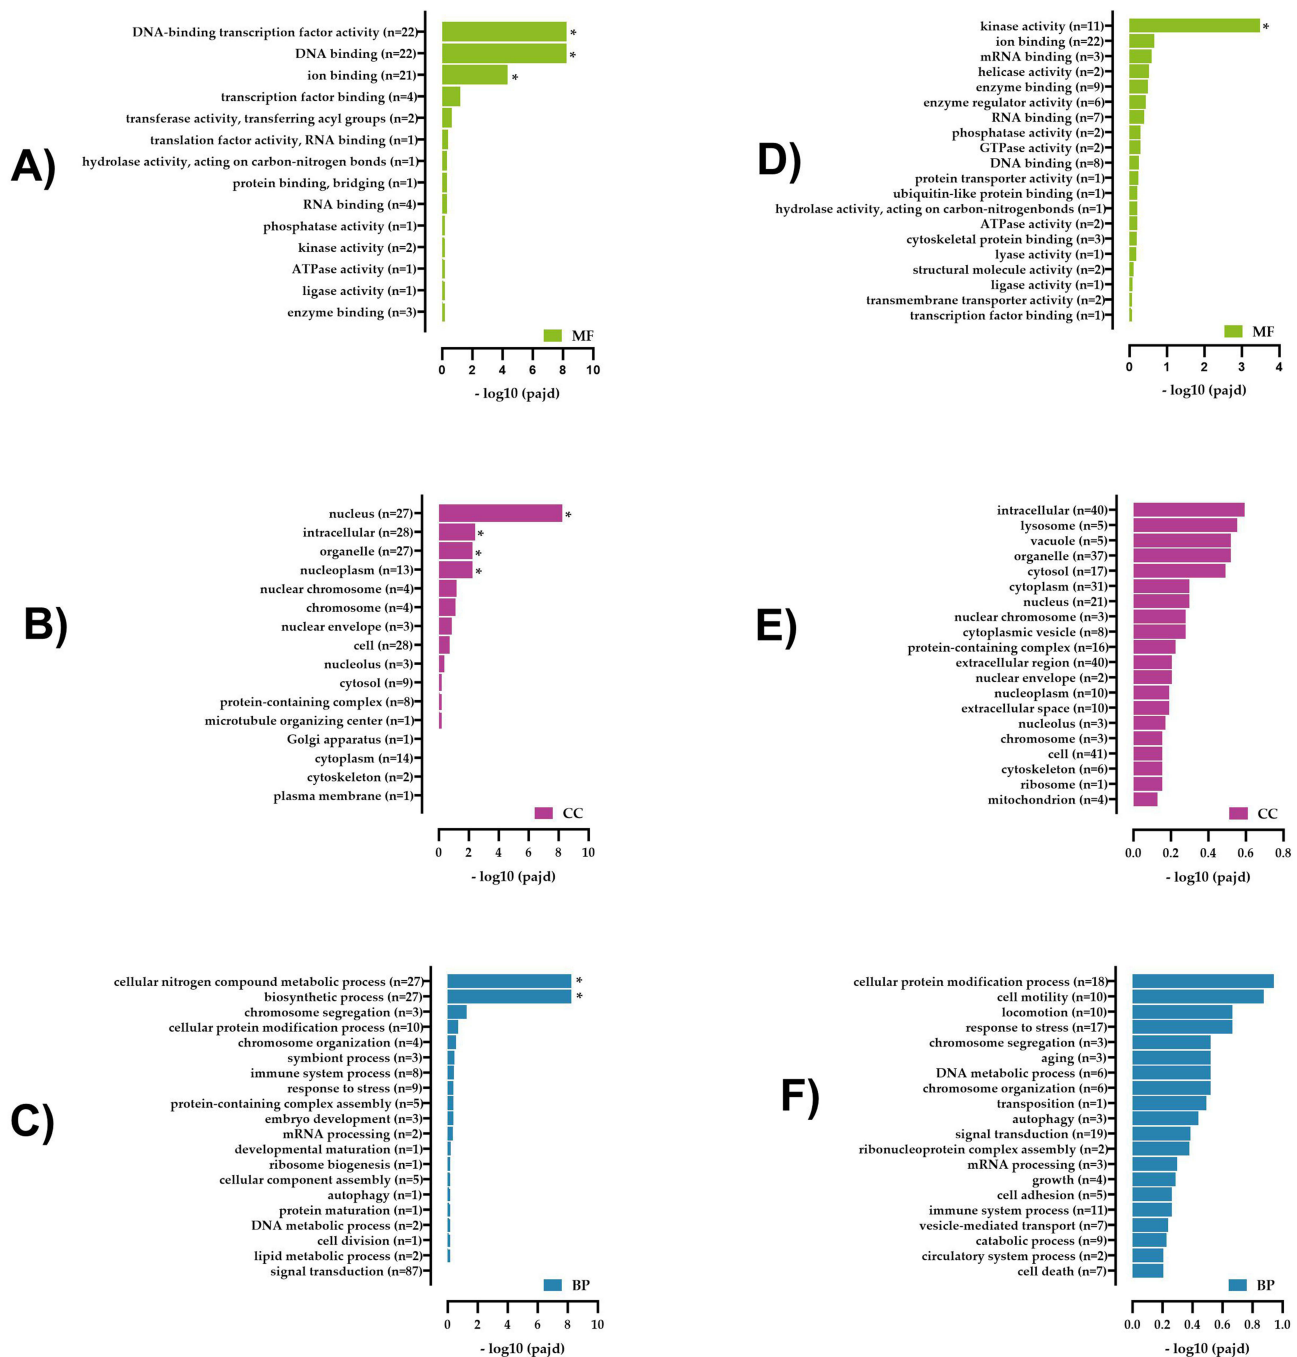 A)
DNA-binding transcription factor activity (n=22)
*
DNA binding (n=22)
*
ion binding (n=21)
*
transcription factor binding (n=4)
transferase activity, transferring acyl groups (n=2)
translation factor activity, RNA binding (n=1)
hydrolase activity, acting on carbon-nitrogen bonds (n=1)
protein binding, bridging (n=1)
RNA binding (n=4)
phosphatase activity (n=1)
kinase activity (n=2)
ATPase activity (n=1)
ligase activity (n=1)
enzyme binding (n=3)
MF
0 2 4 6 8 10
- log10 (pajd)
B)
nucleus (n=27)
*
intracellular (n=28)
*
organelle (n=27)
*
nucleoplasm (n=13)
*
nuclear chromosome (n=4)
chromosome (n=4)
nuclear envelope (n=3)
cell (n=28)
nucleolus (n=3)
cytosol (n=9)
protein-containing complex (n=8)
microtubule organizing center (n=1)
Golgi apparatus (n=1)
cytoplasm (n=14)
cytoskeleton (n=2)
plasma membrane (n=1)
CC
0 2 4 6 8 10
- log10 (pajd)
C)
cellular nitrogen compound metabolic process (n=27)
*
biosynthetic process (n=27)
*
chromosome segregation (n=3)
cellular protein modification process (n=10)
chromosome organization (n=4)
symbiont process (n=3)
immune system process (n=8)
response to stress (n=9)
protein-containing complex assembly (n=5)
embryo development (n=3)
mRNA processing (n=2)
developmental maturation (n=1)
ribosome biogenesis (n=1)
cellular component assembly (n=5)
autophagy (n=1)
protein maturation (n=1)
DNA metabolic process (n=2)
cell division (n=1)
lipid metabolic process (n=2)
signal transduction (n=87)
BP
0 2 4 6 8 10
- log10 (pajd)
D)
kinase activity (n=11)
*
ion binding (n=22)
mRNA binding (n=3)
helicase activity (n=2)
enzyme binding (n=9)
enzyme regulator activity (n=6)
RNA binding (n=7)
phosphatase activity (n=2)
GTPase activity (n=2)
DNA binding (n=8)
protein transporter activity (n=1)
ubiquitin-like protein binding (n=1)
hydrolase activity, acting on carbon-nitrogenbonds (n=1)
ATPase activity (n=2)
cytoskeletal protein binding (n=3)
lyase activity (n=1)
structural molecule activity (n=2)
ligase activity (n=1)
transmembrane transporter activity (n=2)
transcription factor binding (n=1)
MF
0 1 2 3 4
- log10 (pajd)
E)
intracellular (n=40)
lysosome (n=5)
vacuole (n=5)
organelle (n=37)
cytosol (n=17)
cytoplasm (n=31)
nucleus (n=21)
nuclear chromosome (n=3)
cytoplasmic vesicle (n=8)
protein-containing complex (n=16)
extracellular region (n=40)
nuclear envelope (n=2)
nucleoplasm (n=10)
extracellular space (n=10)
nucleolus (n=3)
chromosome (n=3)
cell (n=41)
cytoskeleton (n=6)
ribosome (n=1)
mitochondrion (n=4)
CC
0.0 0.2 0.4 0.6 0.8
- log10 (pajd)
F)
cellular protein modification process (n=18)
cell motility (n=10)
locomotion (n=10)
response to stress (n=17)
chromosome segregation (n=3)
aging (n=3)
DNA metabolic process (n=6)
chromosome organization (n=6)
transposition (n=1)
autophagy (n=3)
signal transduction (n=19)
ribonucleoprotein complex assembly (n=2)
mRNA processing (n=3)
growth (n=4)
cell adhesion (n=5)
immune system process (n=11)
vesicle-mediated transport (n=7)
catabolic process (n=9)
circulatory system process (n=2)
cell death (n=7)
BP
0.0 0.2 0.4 0.6 0.8 1.0
- log10 (pajd)